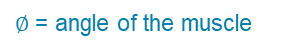 Ø = angle of the muscle